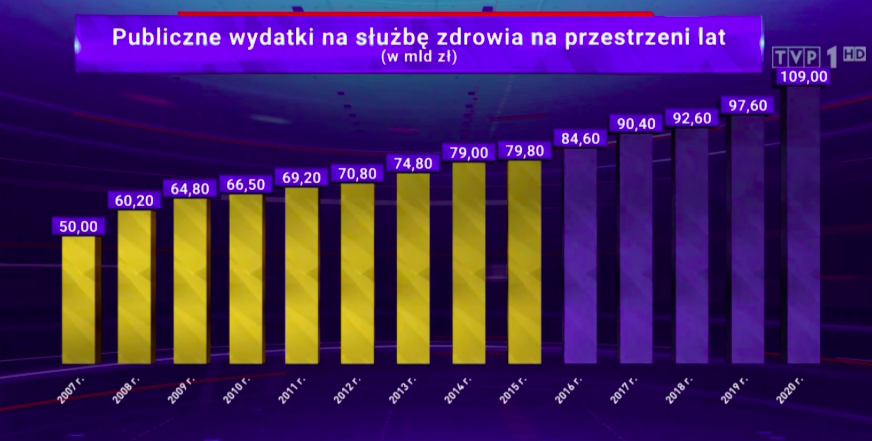 Publiczne wydatki na służbę zdrowia na przestrzeni lat
(w mld zł)
TVP 1 HD
50,00
60,20
64,80
66,50
69,20
70,80
74,80
79,00
79,80
84,60
90,40
92,60
97,60
109,00
2007 r.
2008 r.
2009 r.
2010 r.
2011 r.
2012 r.
2013 r.
2014 r.
2015 r.
2016 r.
2017 r.
2018 r.
2019 r.
2020 r.